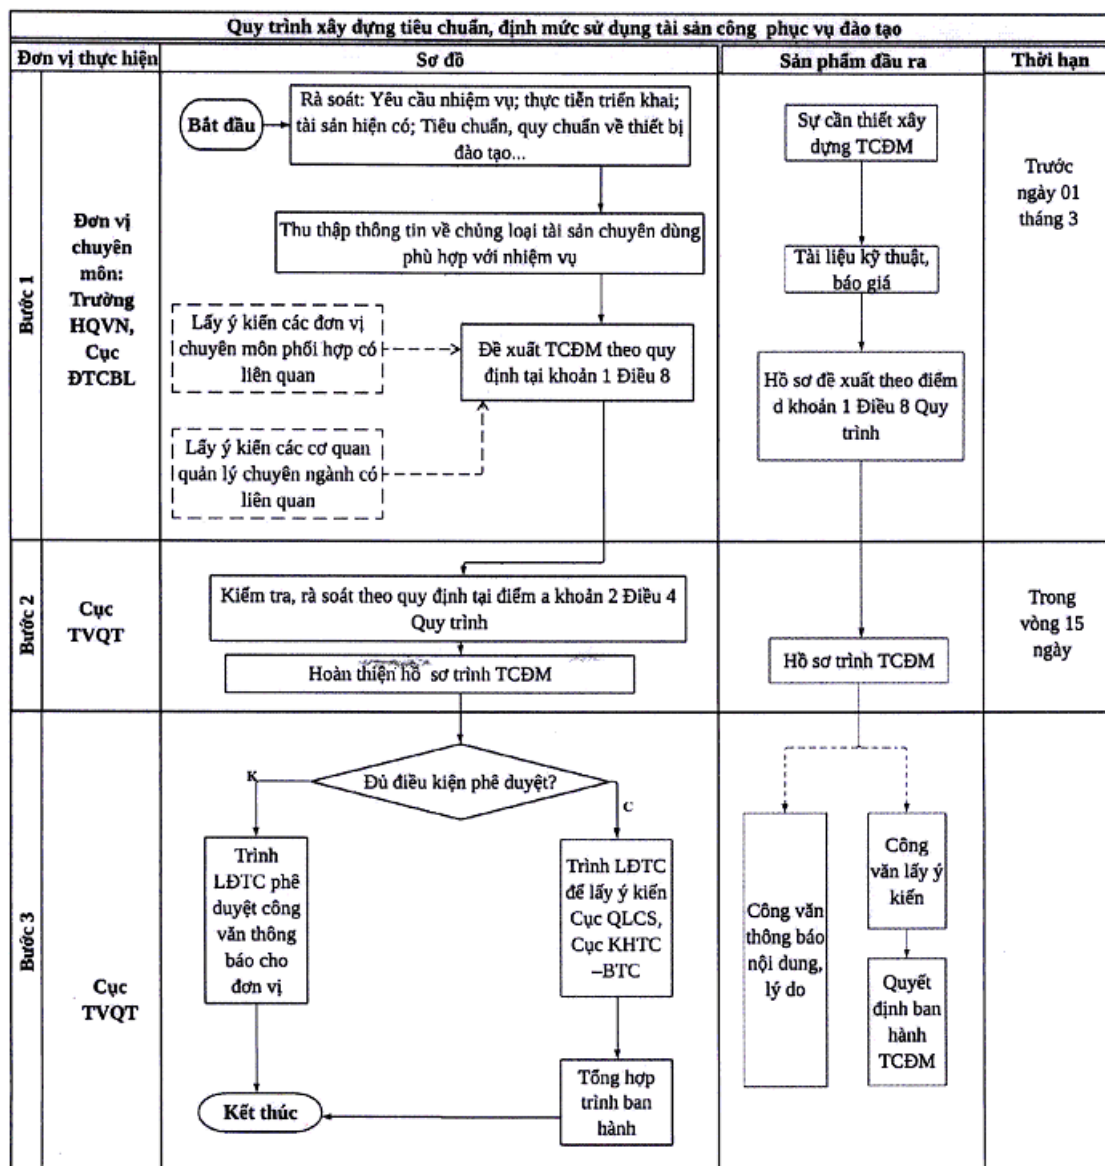 Quy trình xây dựng tiêu chuẩn, định mức sử dụng tài sản công phục vụ đào tạo
Đơn vị thực hiện
Sơ đồ
Sản phẩm đầu ra
Thời hạn
Bước 1
Đơn vị
chuyên
môn:
Trường
HQVN,
Cục
ĐTCBL
Bắt đầu
Rà soát: Yêu cầu nhiệm vụ; thực tiễn triển khai;
tài sản hiện có; Tiêu chuẩn, quy chuẩn về thiết bị
đào tạo...
Thu thập thông tin về chủng loại tài sản chuyên dùng
phù hợp với nhiệm vụ
Lấy ý kiến các đơn vị
chuyên môn phối hợp có
liên quan
Đề xuất TCĐM theo quy
định tại khoản 1 Điều 8
Lấy ý kiến các cơ quan
quản lý chuyên ngành có
liên quan
Sự cần thiết xây
dựng TCĐM
Tài liệu kỹ thuật,
báo giá
Hồ sơ đề xuất theo điểm
d khoản 1 Điều 8 Quy
trình
Trước
ngày 01
tháng 3
Bước 2
Cục
TVQT
Kiểm tra, rà soát theo quy định tại điểm a khoản 2 Điều 4
Quy trình
Hoàn thiện hồ sơ trình TCĐM
Hồ sơ trình TCĐM
Trong
vòng 15
ngày
Bước 3
Cục
TVQT
Đủ điều kiện phê duyệt?
K
C
Trình
LĐTC phê
duyệt công
văn thông
báo cho
đơn vị
Trình LĐTC
để lấy ý kiến
Cục QLCS,
Cục KHTC
–BTC
Kết thúc
Tổng hợp
trình ban
hành
Công văn
thông báo
nội dung,
lý do
Công
văn lấy ý
kiến
Quyết
định ban
hành
TCĐM